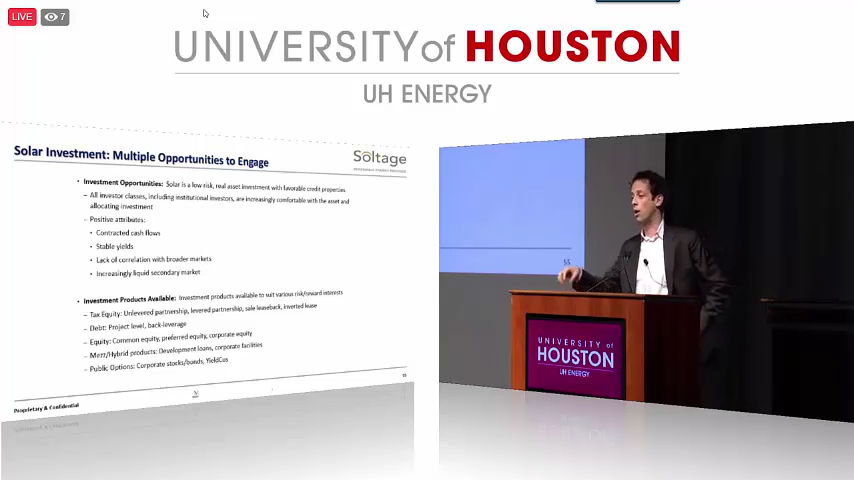 LIVE 7
UNIVERSITY of HOUSTON
UH ENERGY
Solar Investment: Multiple Opportunities to Engage
Soltage
• Investment Opportunities: Solar is a low risk, real asset investment with favorable credit properties
– All investor classes, including institutional investors, are increasingly comfortable with the asset and
allocating investment
– Positive attributes:
• Contracted cash flows
• Stable yields
• Lack of correlation with broader markets
• Increasingly liquid secondary market
• Investment Products Available: Investment products available to suit various risk/reward interests
– Tax Equity: Unlevered partnership, levered partnership, sale leaseback, inverted lease
– Debt: Project level, back-leverage
– Equity: Common equity, preferred equity, corporate equity
– Mezz/Hybrid products: Development loans, corporate facilities
– Public Options: Corporate stocks/bonds, YieldCos
Proprietary & Confidential
55
UNIVERSITY of
HOUSTON
UH ENERGY